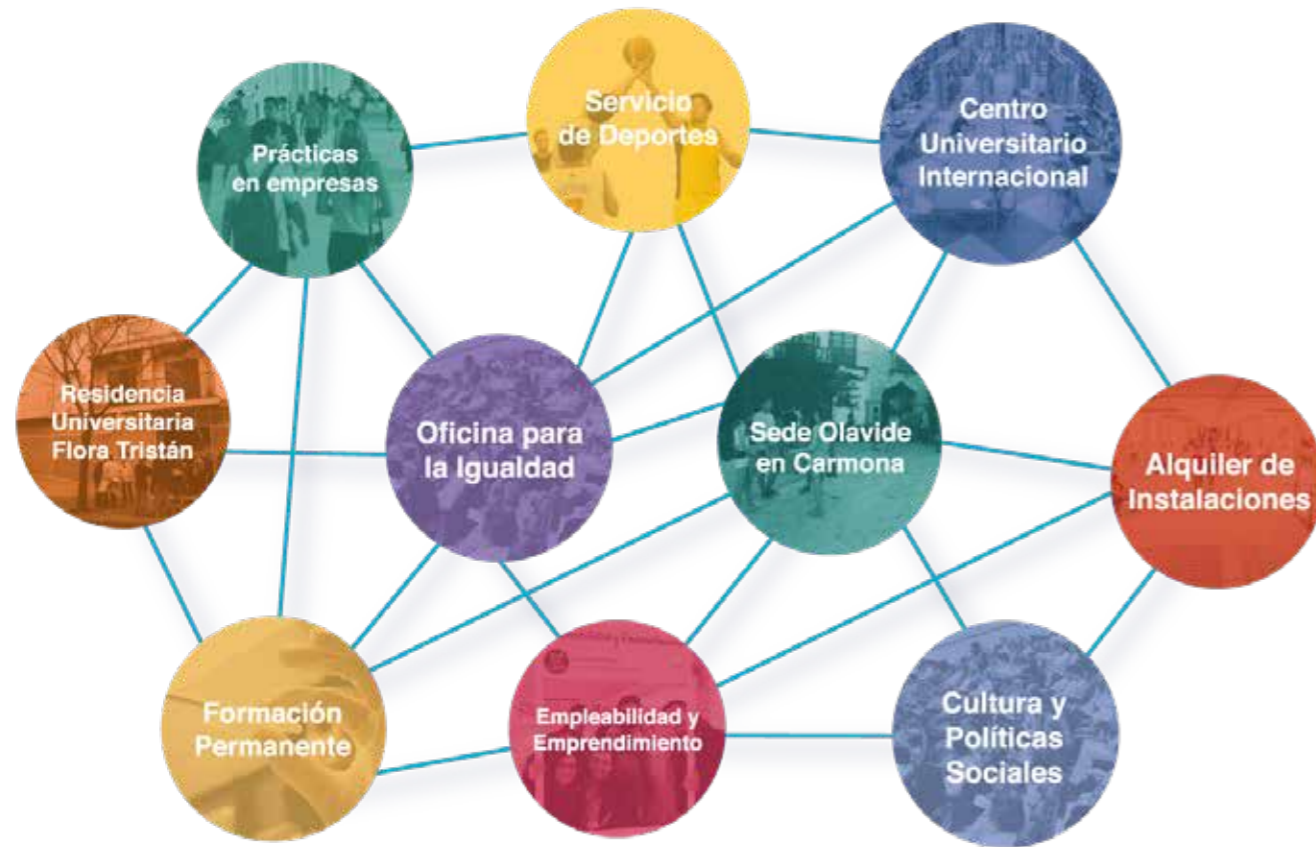 Servicio
de Deportes
Centro
Universitario
Internacional
Prácticas
en empresas
Residencia
Universitaria
Flora Tristán
Oficina para
la Igualdad
Sede Olavide
en Carmona
Alquiler de
Instalaciones
Formación
Permanente
Empleabilidad y
Emprendimiento
Cultura y
Políticas
Sociales